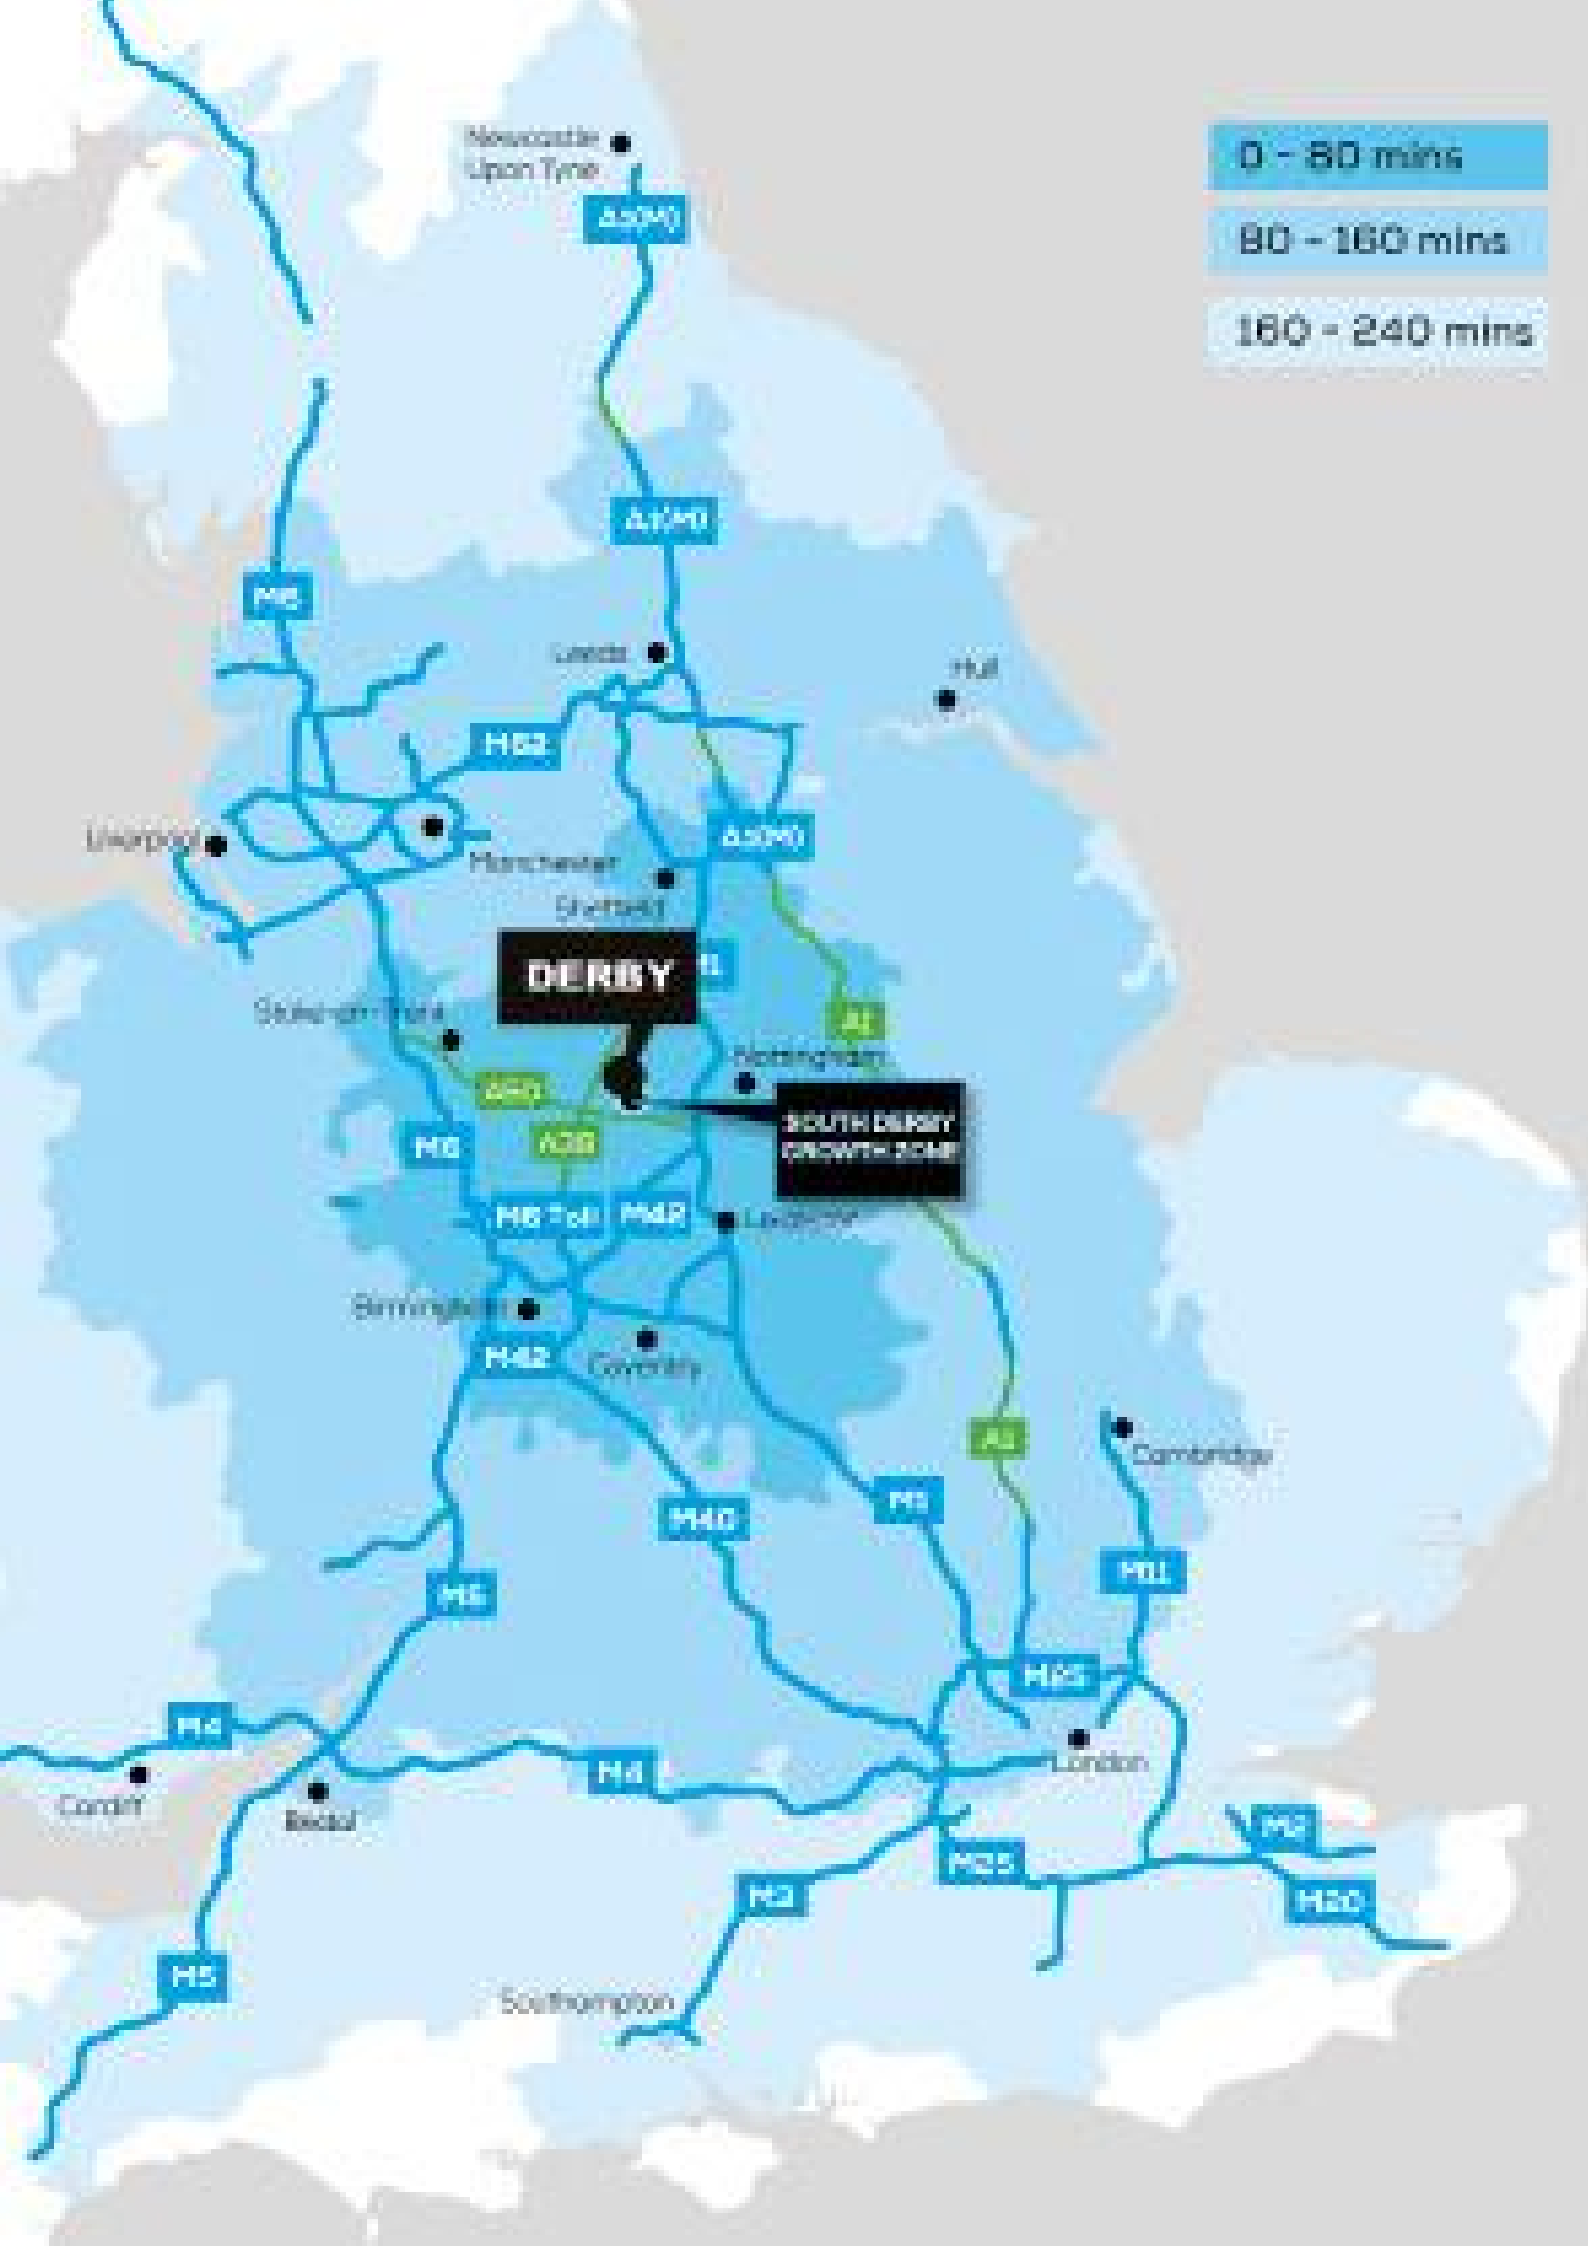 0 - 80 mins
80 - 160 mins
160 - 240 mins
Newcastle
Upon Tyne
A1(M)
A1(M)
M6
Leeds
Hull
M62
A1(M)
Liverpool
Manchester
Sheffield
DERBY
M1
Stoke-on-Trent
A1
Nottingham
A50
SOUTH DERBY
GROWTH ZONE
A38
M6
M6 Toll
M42
Leicester
Birmingham
M42
Coventry
A1
Cambridge
M40
M1
M11
M5
M25
M4
M4
London
Cardiff
Bristol
M2
M25
M3
M20
M5
Southampton